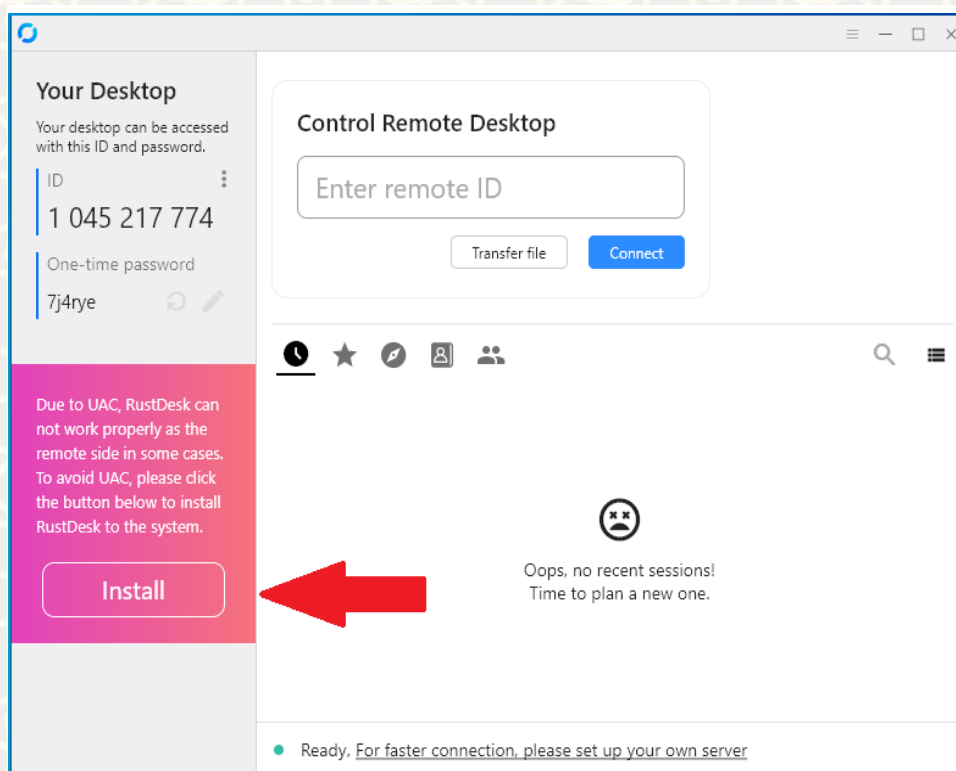 Your Desktop
Your desktop can be accessed
with this ID and password.
ID
1 045 217 774
One-time password
7j4rye
Due to UAC, RustDesk can
not work properly as the
remote side in some cases.
To avoid UAC, please click
the button below to install
RustDesk to the system.
Install
Control Remote Desktop
Enter remote ID
Transfer file
Connect
Oops, no recent sessions!
Time to plan a new one.
Ready, For faster connection, please set up your own server